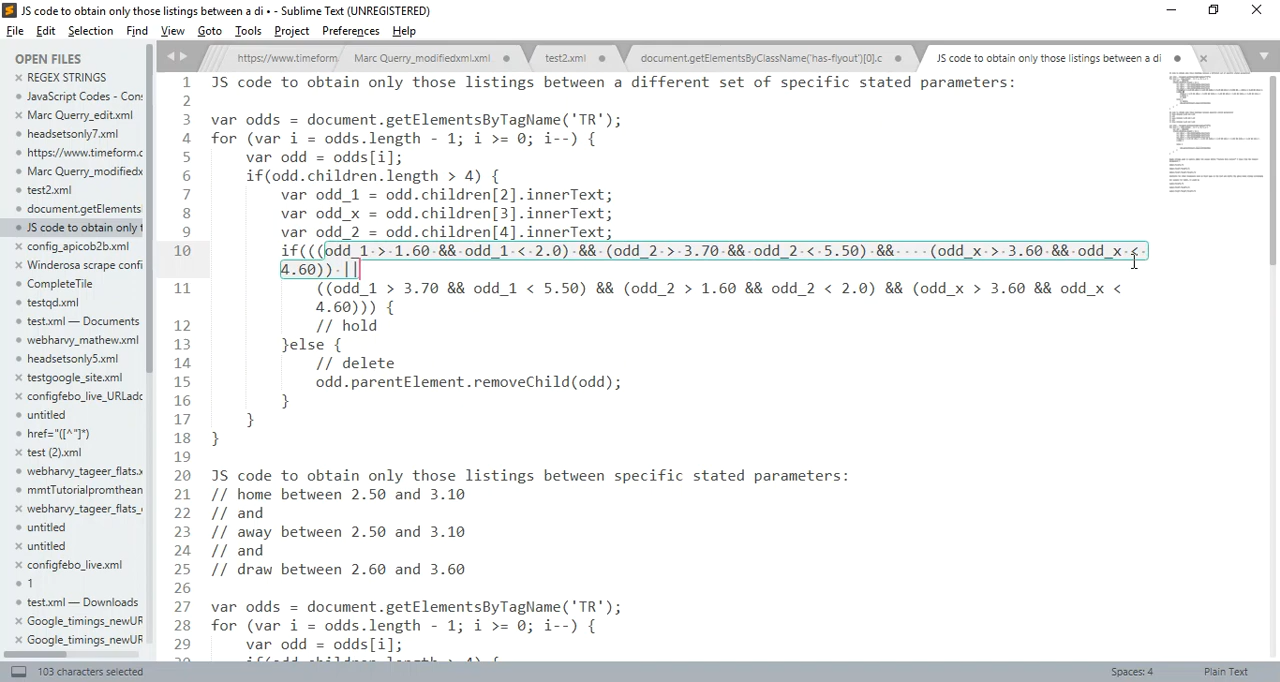 JS code to obtain only those listings between a di • - Sublime Text (UNREGISTERED)
File Edit Selection Find View Goto Tools Project Preferences Help
OPEN FILES
REGEX STRINGS
JavaScript Codes - Con
Marc Querry_edit.xml
headsetsonly7.xml
https://www.timeform.c
Marc Querry_modifiedx
test2.xml
document.getElements
JS code to obtain only t
config_apicob2b.xml
Winderosa scrape confi
CompleteTile
testqd.xml
test.xml — Documents
webharvy_mathew.xml
headsetsonly5.xml
testgoogle_site.xml
configfebo_live_URLadd
untitled
href="([^"]*)
test (2).xml
webharvy_tageer_flats.x
mmtTutorialpromthean
webharvy_tageer_flats_
untitled
untitled
configfebo_live.xml
1
test.xml — Downloads
Google_timings_newUR
Google_timings_newUR
https://www.timeform Marc Querry_modifiedxml.xml test2.xml document.getElementsByClassName("has-flyout")[0].c JS code to obtain only those listings between a di
1 JS code to obtain only those listings between a different set of specific stated parameters:
2
3 var odds = document.getElementsByTagName('TR');
4 for (var i = odds.length - 1; i >= 0; i--) {
5 var odd = odds[i];
6 if(odd.children.length > 4) {
7 var odd_1 = odd.children[2].innerText;
8 var odd_x = odd.children[3].innerText;
9 var odd_2 = odd.children[4].innerText;
10 if(((odd_1 > 1.60 && odd_1 < 2.0) && (odd_2 > 3.70 && odd_2 < 5.50) && (odd_x > 3.60 && odd_x <
4.60)) ||
11 ((odd_1 > 3.70 && odd_1 < 5.50) && (odd_2 > 1.60 && odd_2 < 2.0) && (odd_x > 3.60 && odd_x <
4.60))) {
12 // hold
13 }else {
14 // delete
15 odd.parentElement.removeChild(odd);
16 }
17 }
18 }
19
20 JS code to obtain only those listings between specific stated parameters:
21 // home between 2.50 and 3.10
22 // and
23 // away between 2.50 and 3.10
24 // and
25 // draw between 2.60 and 3.60
26
27 var odds = document.getElementsByTagName('TR');
28 for (var i = odds.length - 1; i >= 0; i--) {
29 var odd = odds[i];
103 characters selected Spaces: 4 Plain Text